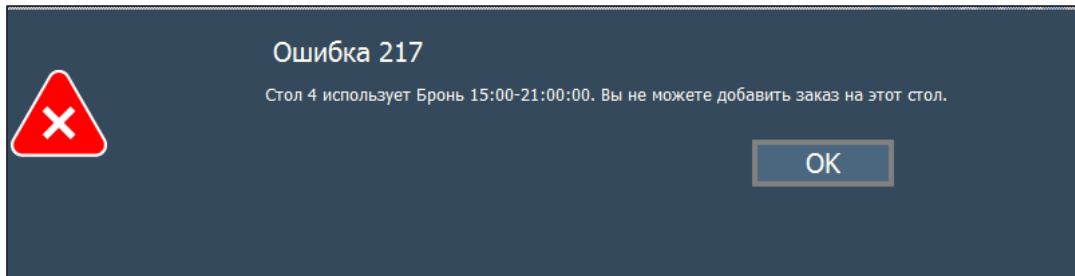 Ошибка 217
Стол 4 использует Бронь 15:00-21:00:00. Вы не можете добавить заказ на этот стол.
OK